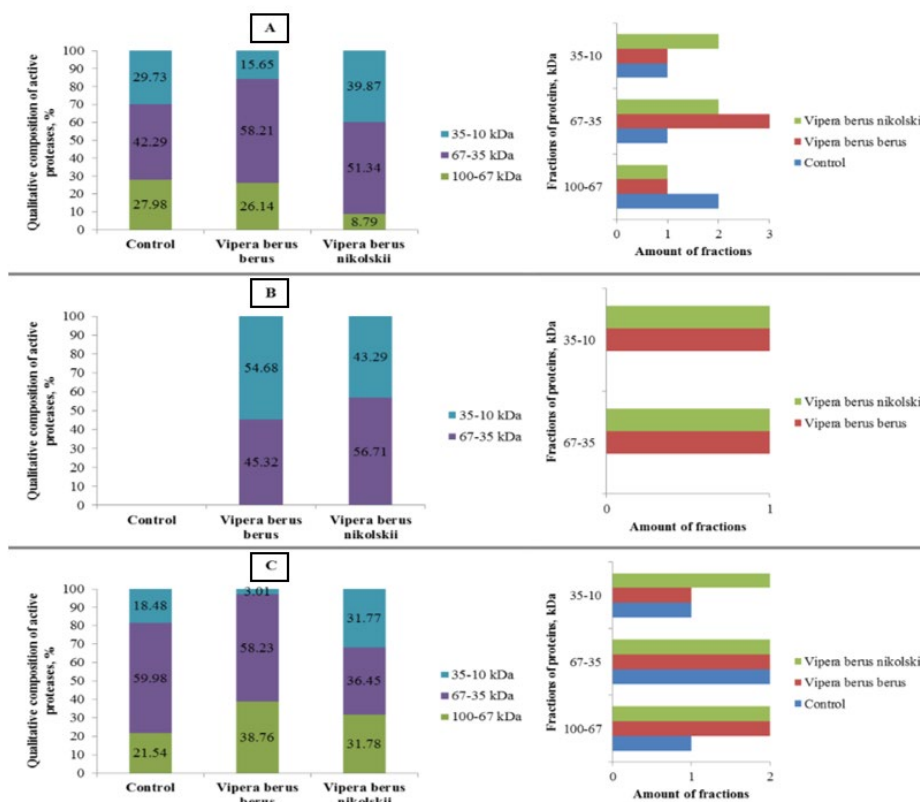 A
Qualitative composition of active
proteases, %
100
90
80
70
60
50
40
30
20
10
0
29.73
42.29
27.98
15.65
58.21
26.14
39.87
51.34
8.79
Control
Vipera berus
berus
Vipera berus
nikolskii
35-10 kDa
67-35 kDa
100-67 kDa
Fractions of proteins, kDa
35-10
67-35
100-67
0
1
2
3
Amount of fractions
Vipera berus nikolski
Vipera berus berus
Control
B
Qualitative composition of active
proteases, %
100
90
80
70
60
50
40
30
20
10
0
54.68
45.32
43.29
56.71
Control
Vipera berus
berus
Vipera berus
nikolskii
35-10 kDa
67-35 kDa
Fractions of proteins, kDa
35-10
67-35
0
1
Amount of fractions
Vipera berus nikolski
Vipera berus berus
C
Qualitative composition of active
proteases, %
100
90
80
70
60
50
40
30
20
10
0
18.48
59.98
21.54
3.01
58.23
38.76
31.77
36.45
31.78
Control
Vipera berus
berus
Vipera berus
nikolskii
35-10 kDa
67-35 kDa
100-67 kDa
Fractions of proteins, kDa
35-10
67-35
100-67
0
1
2
Amount of fractions
Vipera berus nikolski
Vipera berus berus
Control